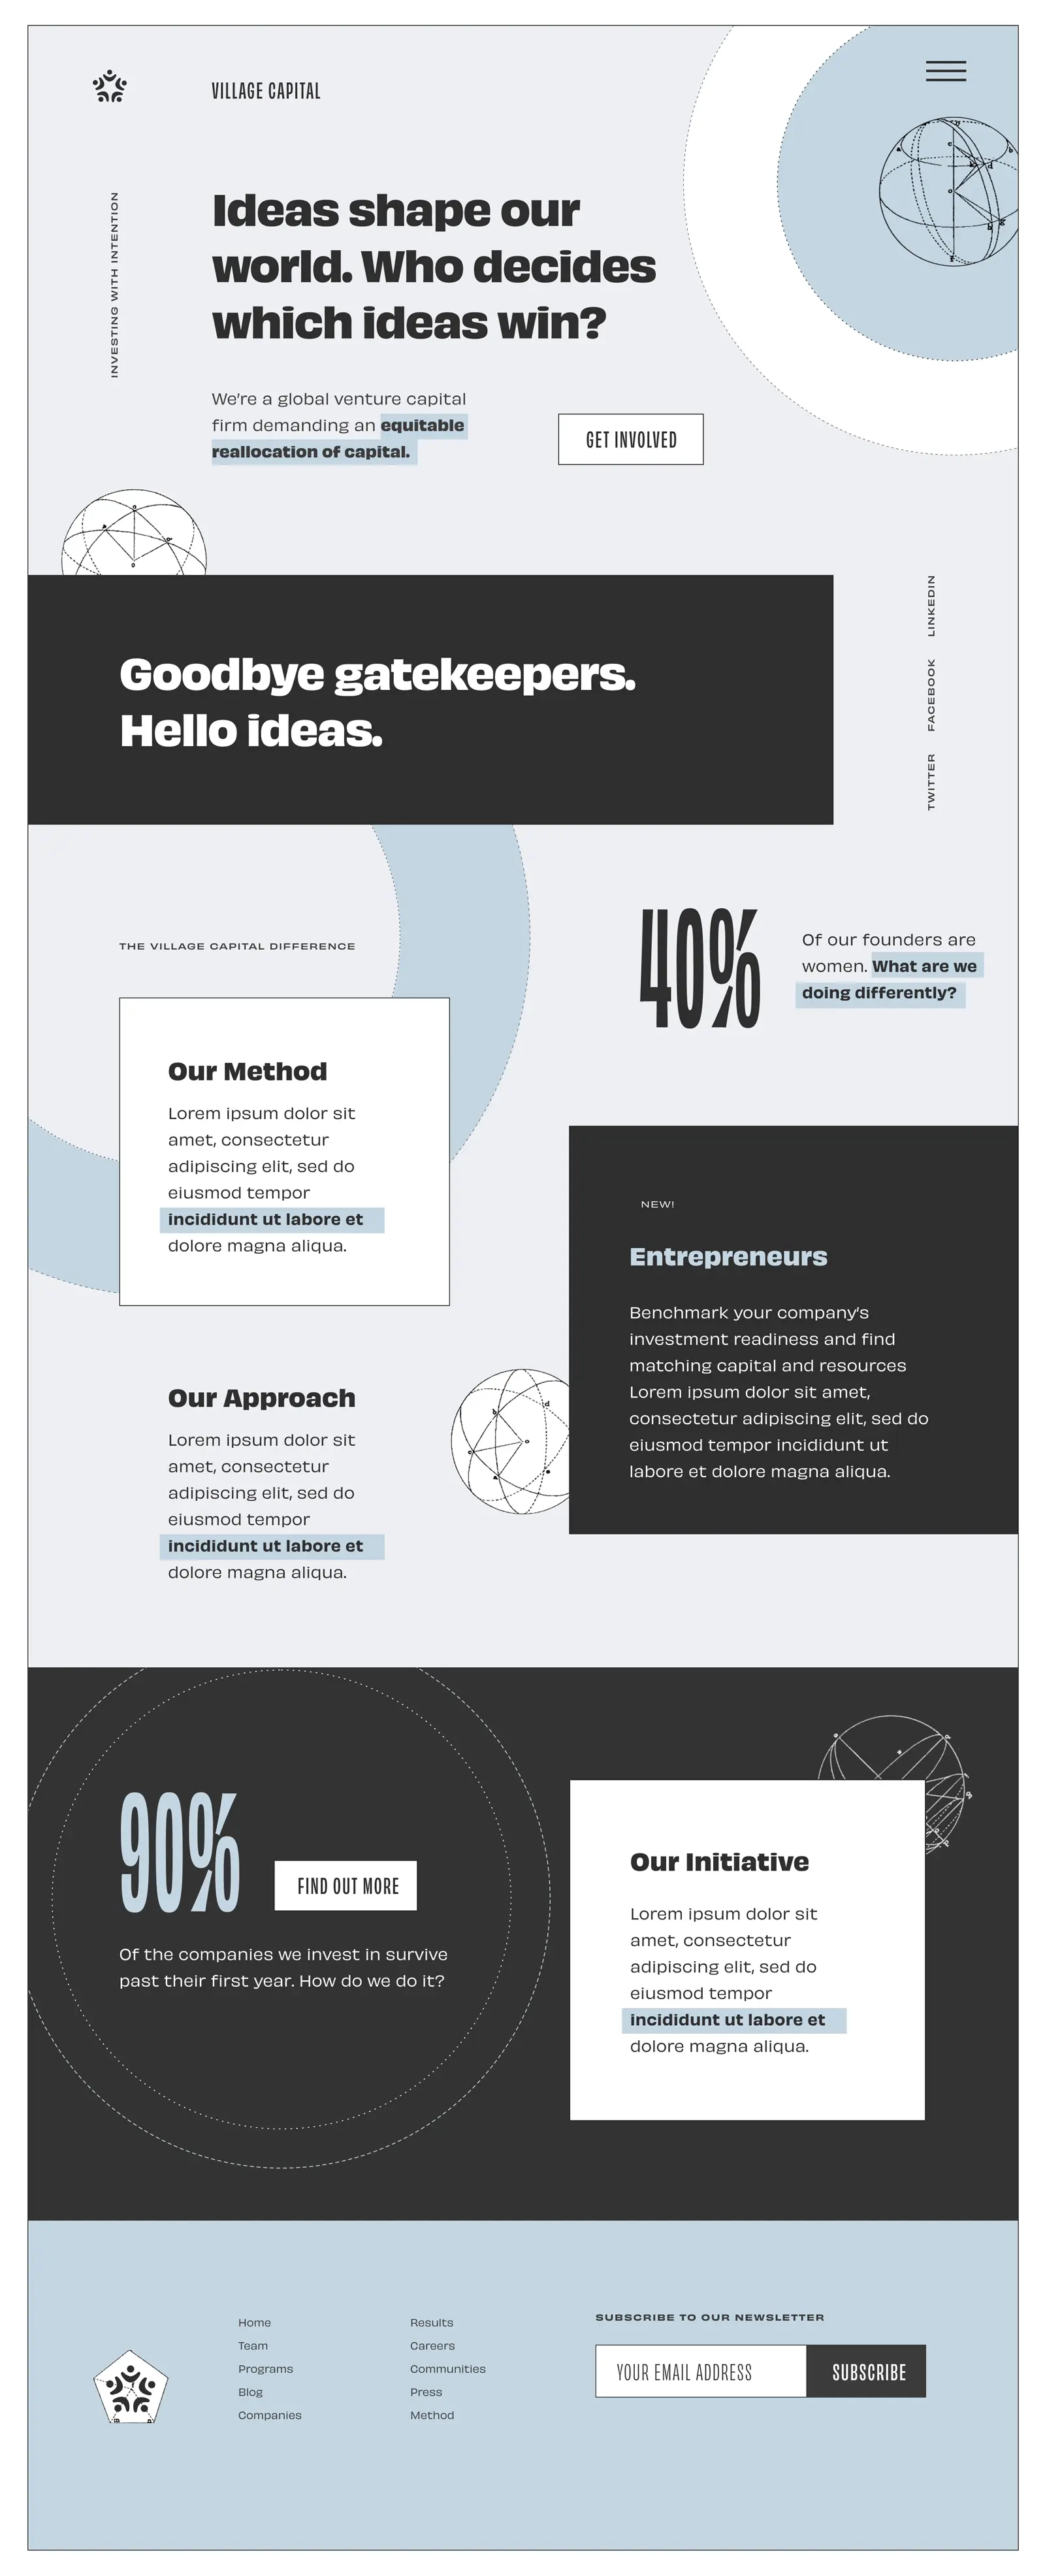 VILLAGE CAPITAL
INVESTING WITH INTENTION
Ideas shape our
world. Who decides
which ideas win?
We're a global venture capital
firm demanding an equitable
reallocation of capital.
GET INVOLVED
Goodbye gatekeepers.
Hello ideas.
LINKEDIN
FACEBOOK
TWITTER
THE VILLAGE CAPITAL DIFFERENCE
40%
Of our founders are
women. What are we
doing differently?
Our Method
Lorem ipsum dolor sit
amet, consectetur
adipiscing elit, sed do
eiusmod tempor
incididunt ut labore et
dolore magna aliqua.
NEW!
Entrepreneurs
Benchmark your company's
investment readiness and find
matching capital and resources
Lorem ipsum dolor sit amet,
consectetur adipiscing elit, sed do
eiusmod tempor incididunt ut
labore et dolore magna aliqua.
Our Approach
Lorem ipsum dolor sit
amet, consectetur
adipiscing elit, sed do
eiusmod tempor
incididunt ut labore et
dolore magna aliqua.
90%
FIND OUT MORE
Of the companies we invest in survive
past their first year. How do we do it?
Our Initiative
Lorem ipsum dolor sit
amet, consectetur
adipiscing elit, sed do
eiusmod tempor
incididunt ut labore et
dolore magna aliqua.
Home
Team
Programs
Blog
Companies
Results
Careers
Communities
Press
Method
SUBSCRIBE TO OUR NEWSLETTER
YOUR EMAIL ADDRESS
SUBSCRIBE